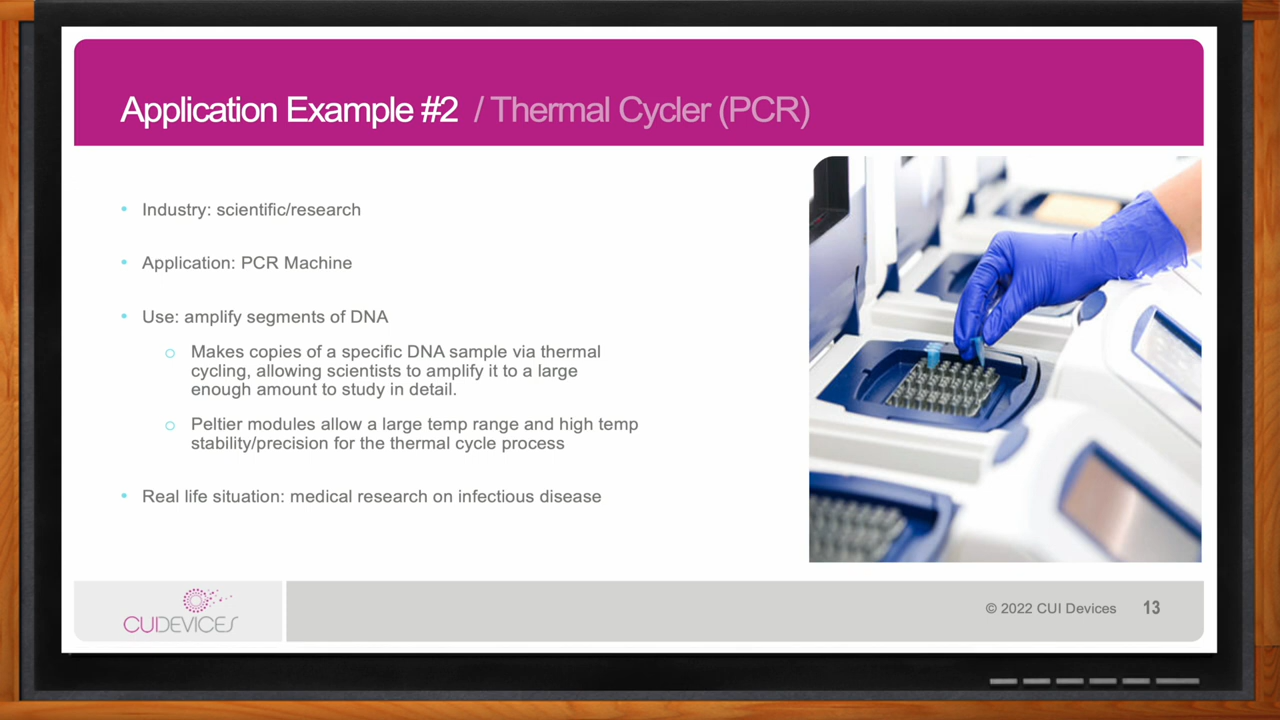 Application Example #2 / Thermal Cycler (PCR)
• Industry: scientific/research
• Application: PCR Machine
• Use: amplify segments of DNA
o Makes copies of a specific DNA sample via thermal
cycling, allowing scientists to amplify it to a large
enough amount to study in detail.
o Peltier modules allow a large temp range and high temp
stability/precision for the thermal cycle process
• Real life situation: medical research on infectious disease
CUIDEVICES
© 2022 CUI Devices 13